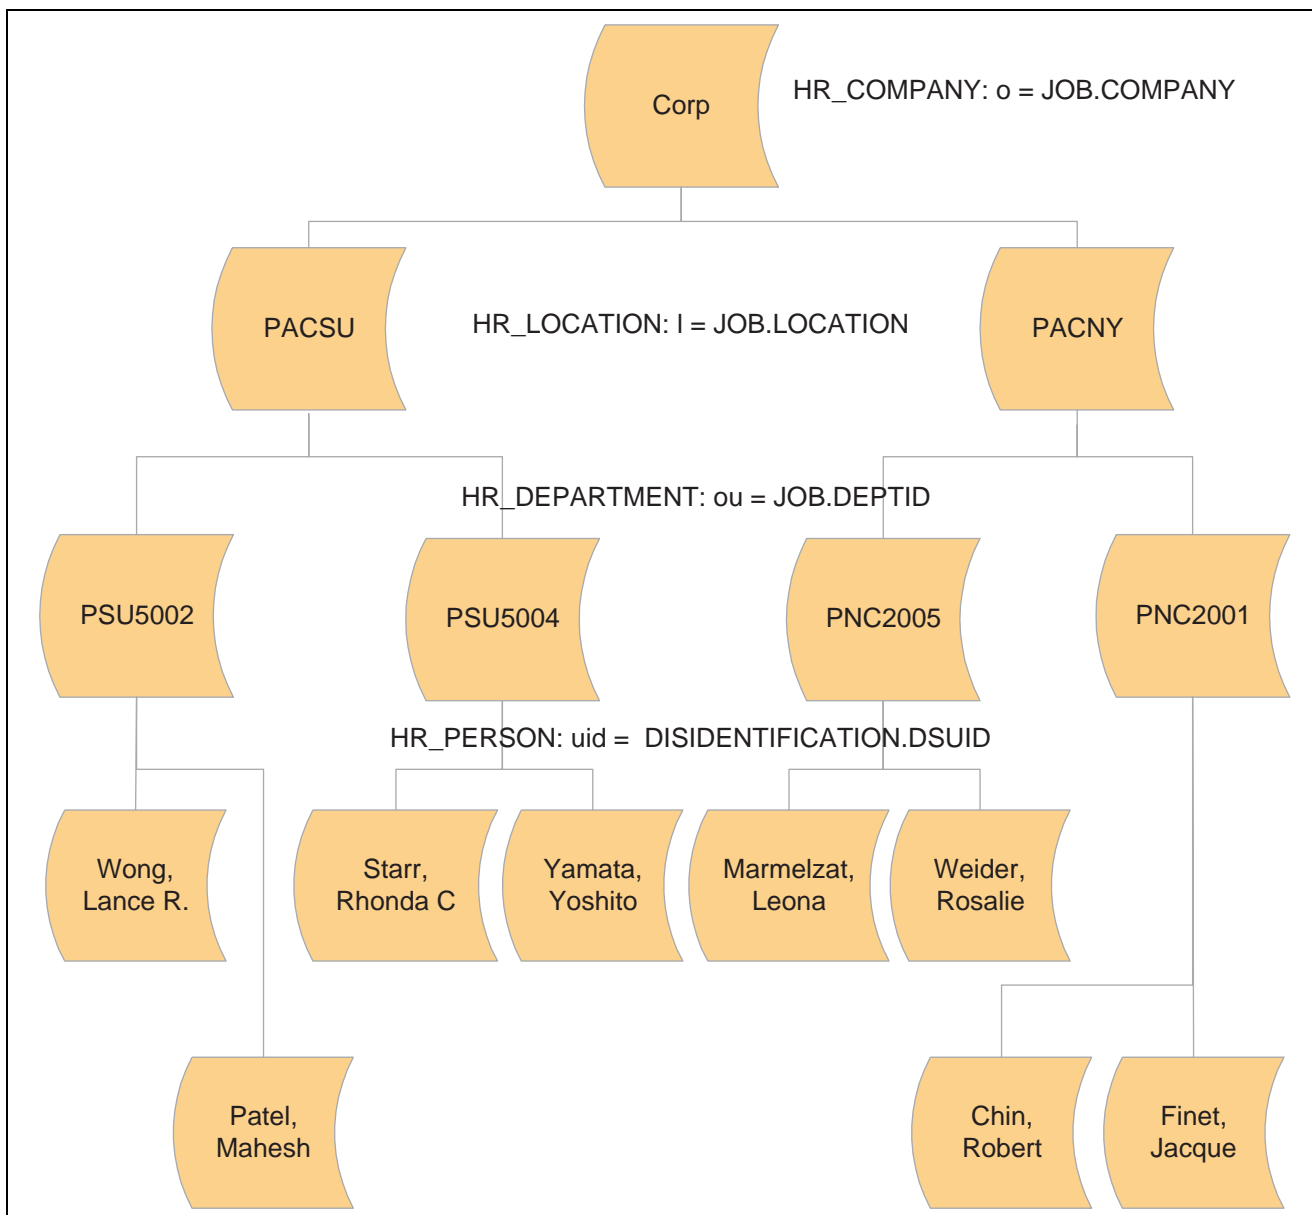 Corp
HR_COMPANY: o = JOB.COMPANY
PACSU
HR_LOCATION: l = JOB.LOCATION
PACNY
HR_DEPARTMENT: ou = JOB.DEPTID
PSU5002
PSU5004
PNC2005
PNC2001
HR_PERSON: uid =  DISIDENTIFICATION.DSUID
Wong,
Lance R.
Starr,
Rhonda C
Yamata,
Yoshito
Marmelzat,
Leona
Weider,
Rosalie
Patel,
Mahesh
Chin,
Robert
Finet,
Jacque